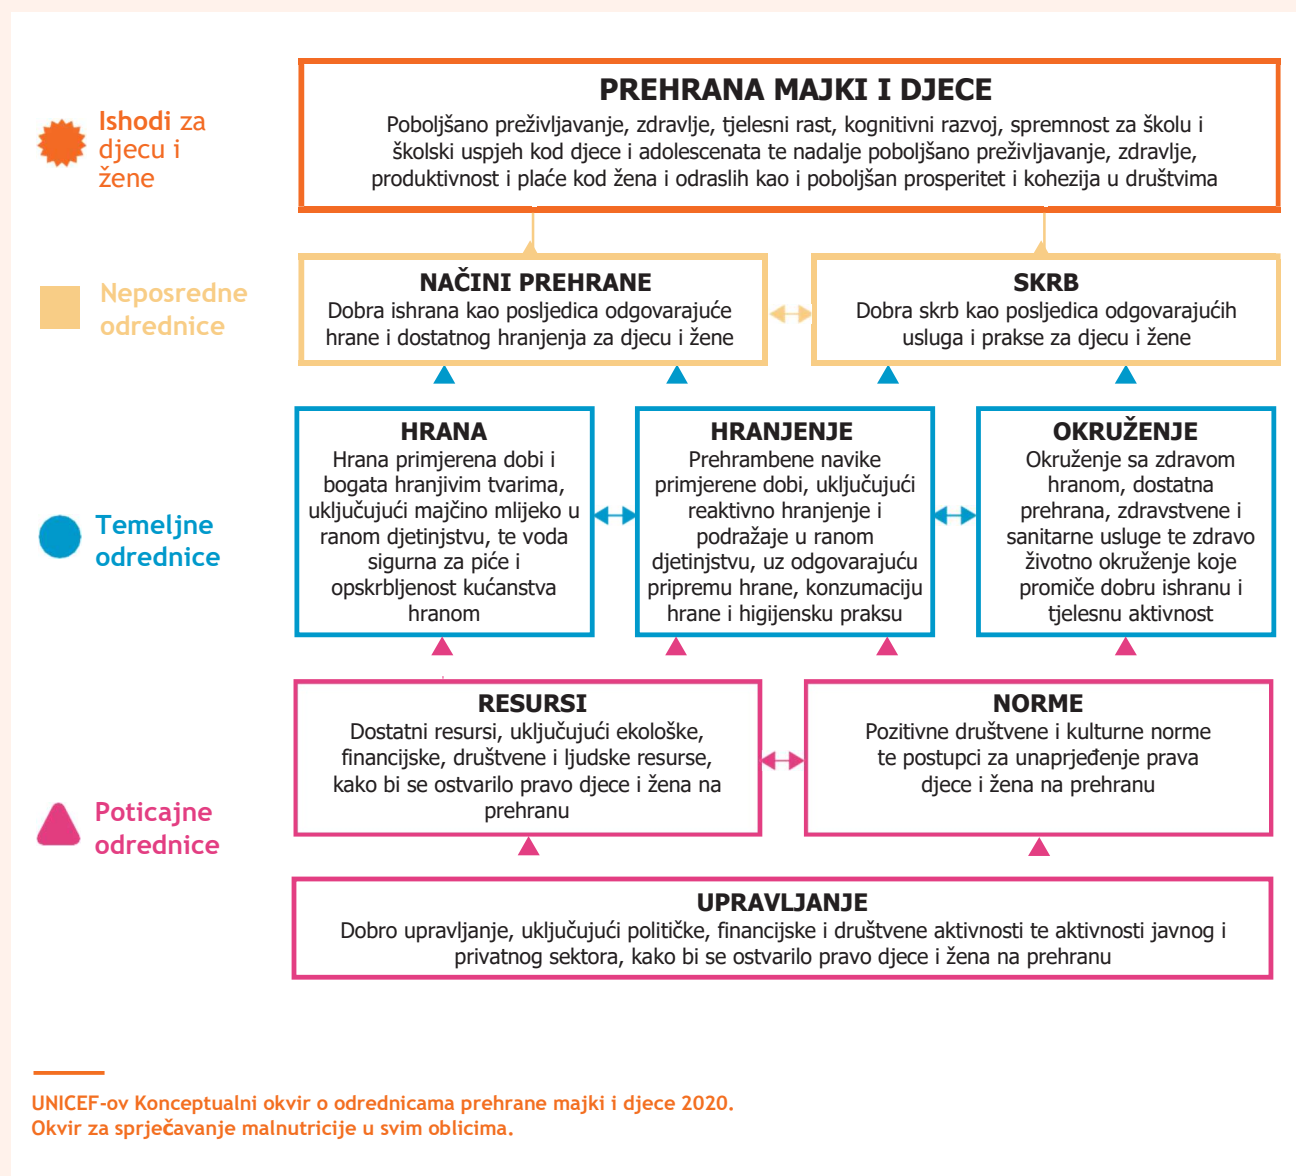 Ishodi za
djecu i
žene
PREHRANA MAJKI I DJECE
Poboljšano preživljavanje, zdravlje, tjelesni rast, kognitivni razvoj, spremnost za školu i
školski uspjeh kod djece i adolescenata te nadalje poboljšano preživljavanje, zdravlje,
produktivnost i plaće kod žena i odraslih kao i poboljšan prosperitet i kohezija u društvima
Neposredne
odrednice
NAČINI PREHRANE
Dobra ishrana kao posljedica odgovarajuće
hrane i dostatnog hranjenja za djecu i žene
SKRB
Dobra skrb kao posljedica odgovarajućih
usluga i prakse za djecu i žene
Temeljne
odrednice
HRANA
Hrana primjerena dobi i
bogata hranjivim tvarima,
uključujući majčino mlijeko u
ranom djetinjstvu, te voda
sigurna za piće i
opskrbljenost kućanstva
hranom
HRANJENJE
Prehrambene navike
primjerene dobi, uključujući
reaktivno hranjenje i
podražaje u ranom
djetinjstvu, uz odgovarajuću
pripremu hrane, konzumaciju
hrane i higijensku praksu
OKRUŽENJE
Okruženje sa zdravom
hranom, dostatna
prehrana, zdravstvene i
sanitarne usluge te zdravo
životno okruženje koje
promiče dobru ishranu i
tjelesnu aktivnost
Poticajne
odrednice
RESURSI
Dostatni resursi, uključujući ekološke,
financijske, društvene i ljudske resurse,
kako bi se ostvarilo pravo djece i žena na
prehranu
NORME
Pozitivne društvene i kulturne norme
te postupci za unaprjeđenje prava
djece i žena na prehranu
UPRAVLJANJE
Dobro upravljanje, uključujući političke, financijske i društvene aktivnosti te aktivnosti javnog i
privatnog sektora, kako bi se ostvarilo pravo djece i žena na prehranu
UNICEF-ov Konceptualni okvir o odrednicama prehrane majki i djece 2020.
Okvir za sprječavanje malnutricije u svim oblicima.